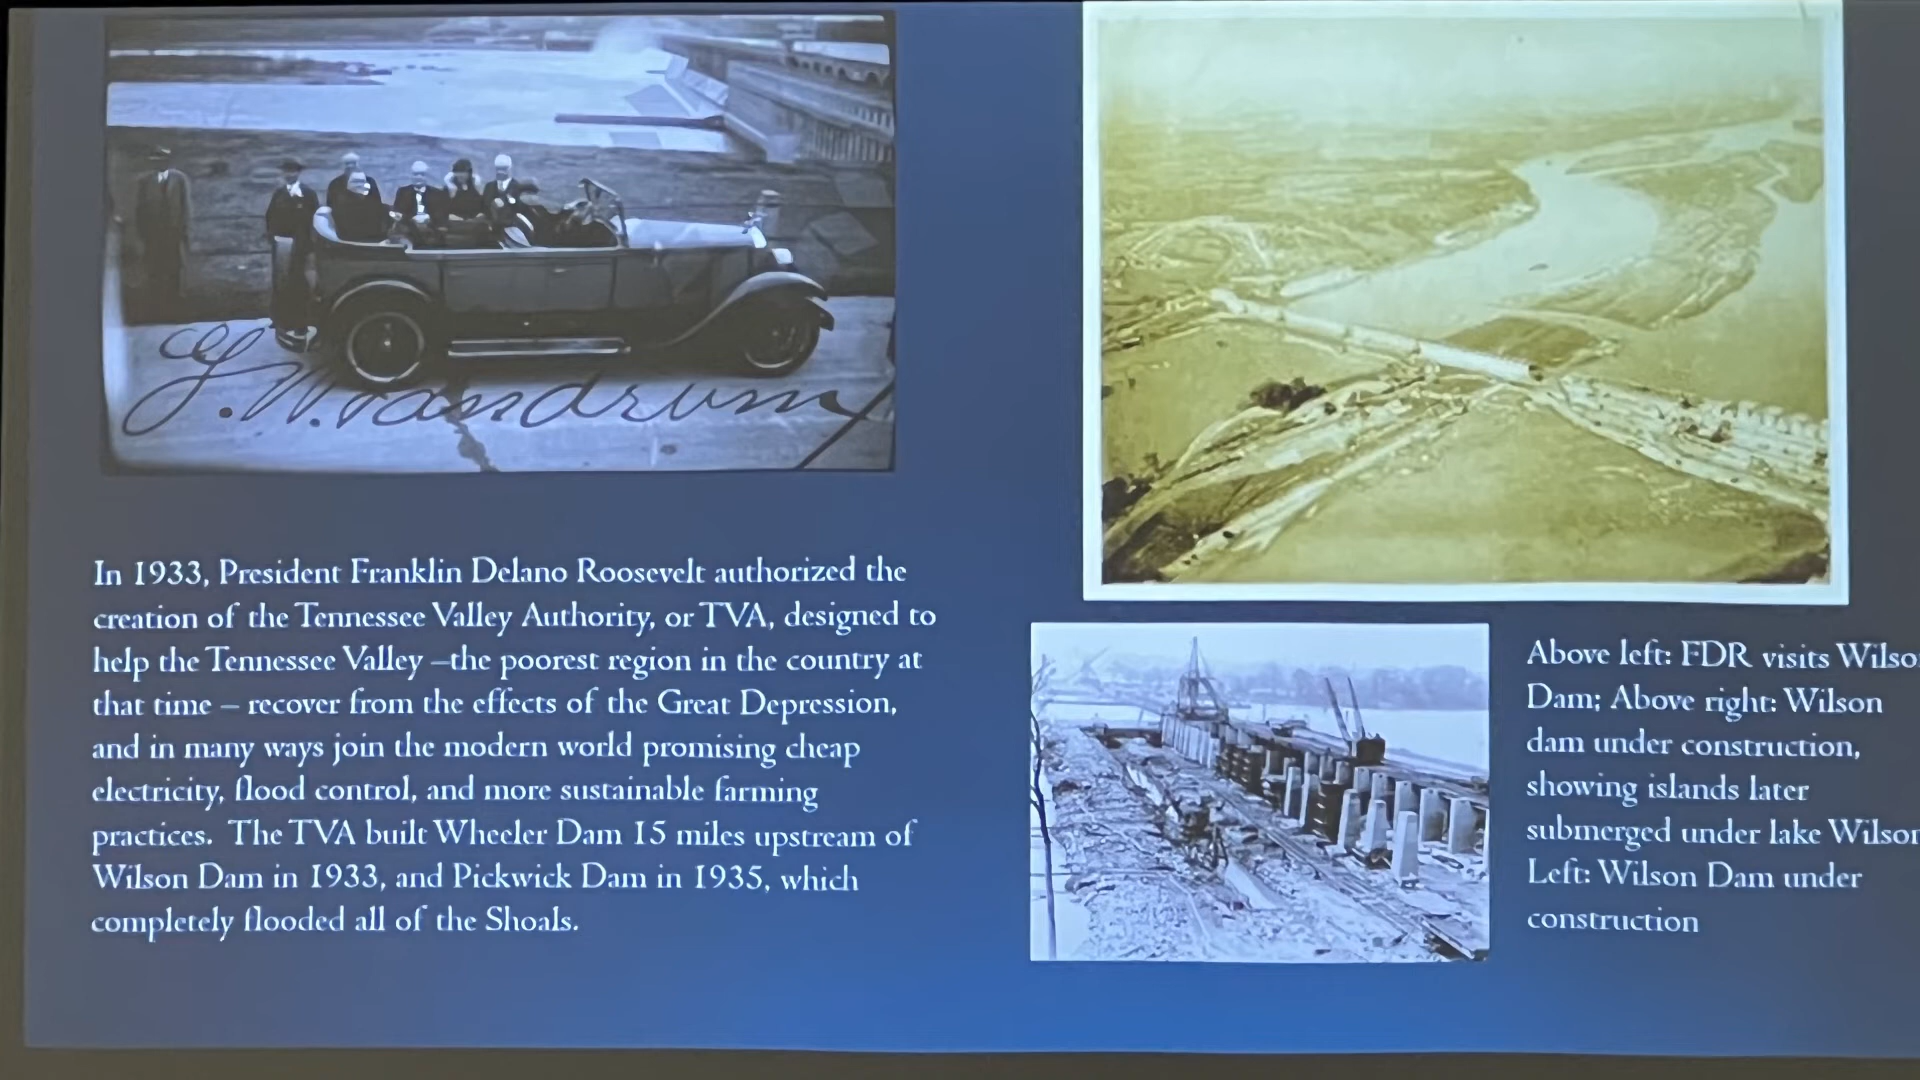 In 1933, President Franklin Delano Roosevelt authorized the
creation of the Tennessee Valley Authority, or TVA, designed to
help the Tennessee Valley –the poorest region in the country at
that time – recover from the effects of the Great Depression,
and in many ways join the modern world promising cheap
electricity, flood control, and more sustainable farming
practices.  The TVA built Wheeler Dam 15 miles upstream of
Wilson Dam in 1933, and Pickwick Dam in 1935, which
completely flooded all of the Shoals.
Above left: FDR visits Wilso
Dam; Above right: Wilson
dam under construction,
showing islands later
submerged under lake Wilson
Left: Wilson Dam under
construction